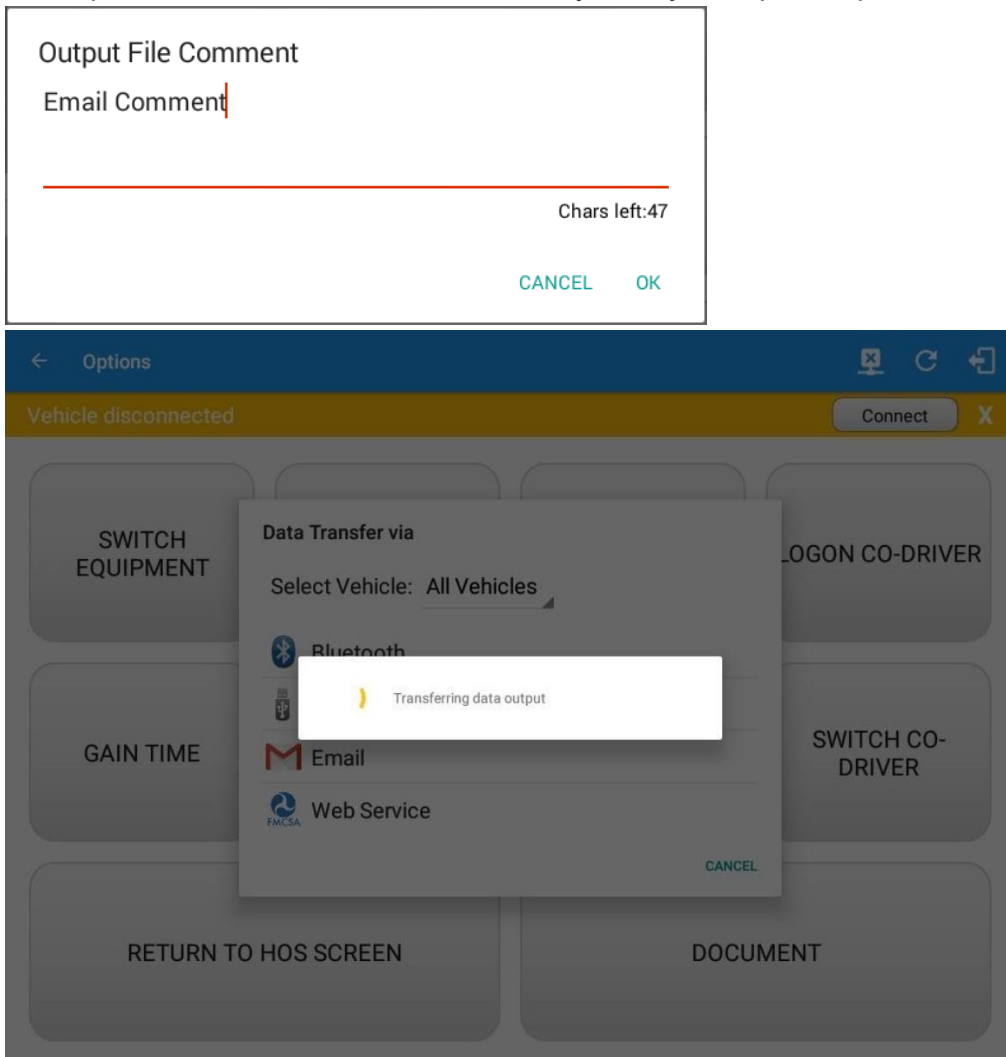 Output File Comment
Email Comment
Chars left:47
CANCEL OK
Options
Vehicle disconnected
Connect X
SWITCH
EQUIPMENT
Data Transfer via
Select Vehicle: All Vehicles
LOGON CO-DRIVER
Bluetooth
Transferring data output
GAIN TIME
Email
SWITCH CO-
DRIVER
FMCSA
Web Service
CANCEL
RETURN TO HOS SCREEN
DOCUMENT